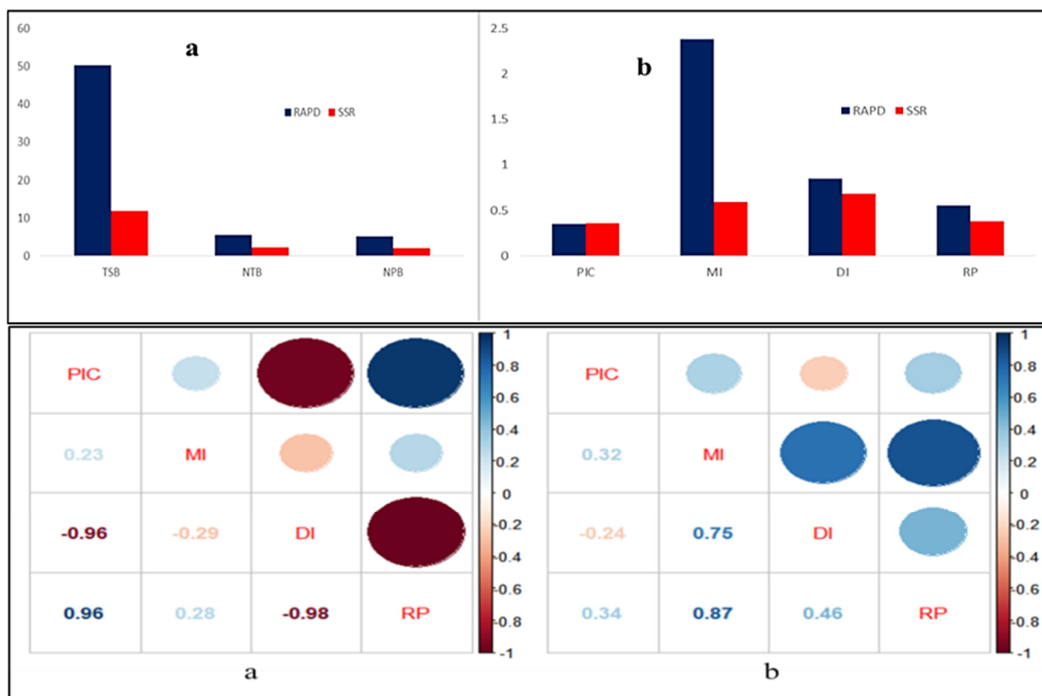 a
60
50
40
30
20
10
0
RAPD SSR
TSB NTB NPB
b
2.5
2
1.5
1
0.5
0
RAPD SSR
PIC MI DI RP
PIC
0.23 MI
-0.96 -0.29 DI
0.96 0.28 -0.98 RP
1
0.8
0.6
0.4
0.2
0
-0.2
-0.4
-0.6
-0.8
-1
a
PIC
0.32 MI
-0.24 0.75 DI
0.34 0.87 0.46 RP
1
0.8
0.6
0.4
0.2
0
-0.2
-0.4
-0.6
-0.8
-1
b